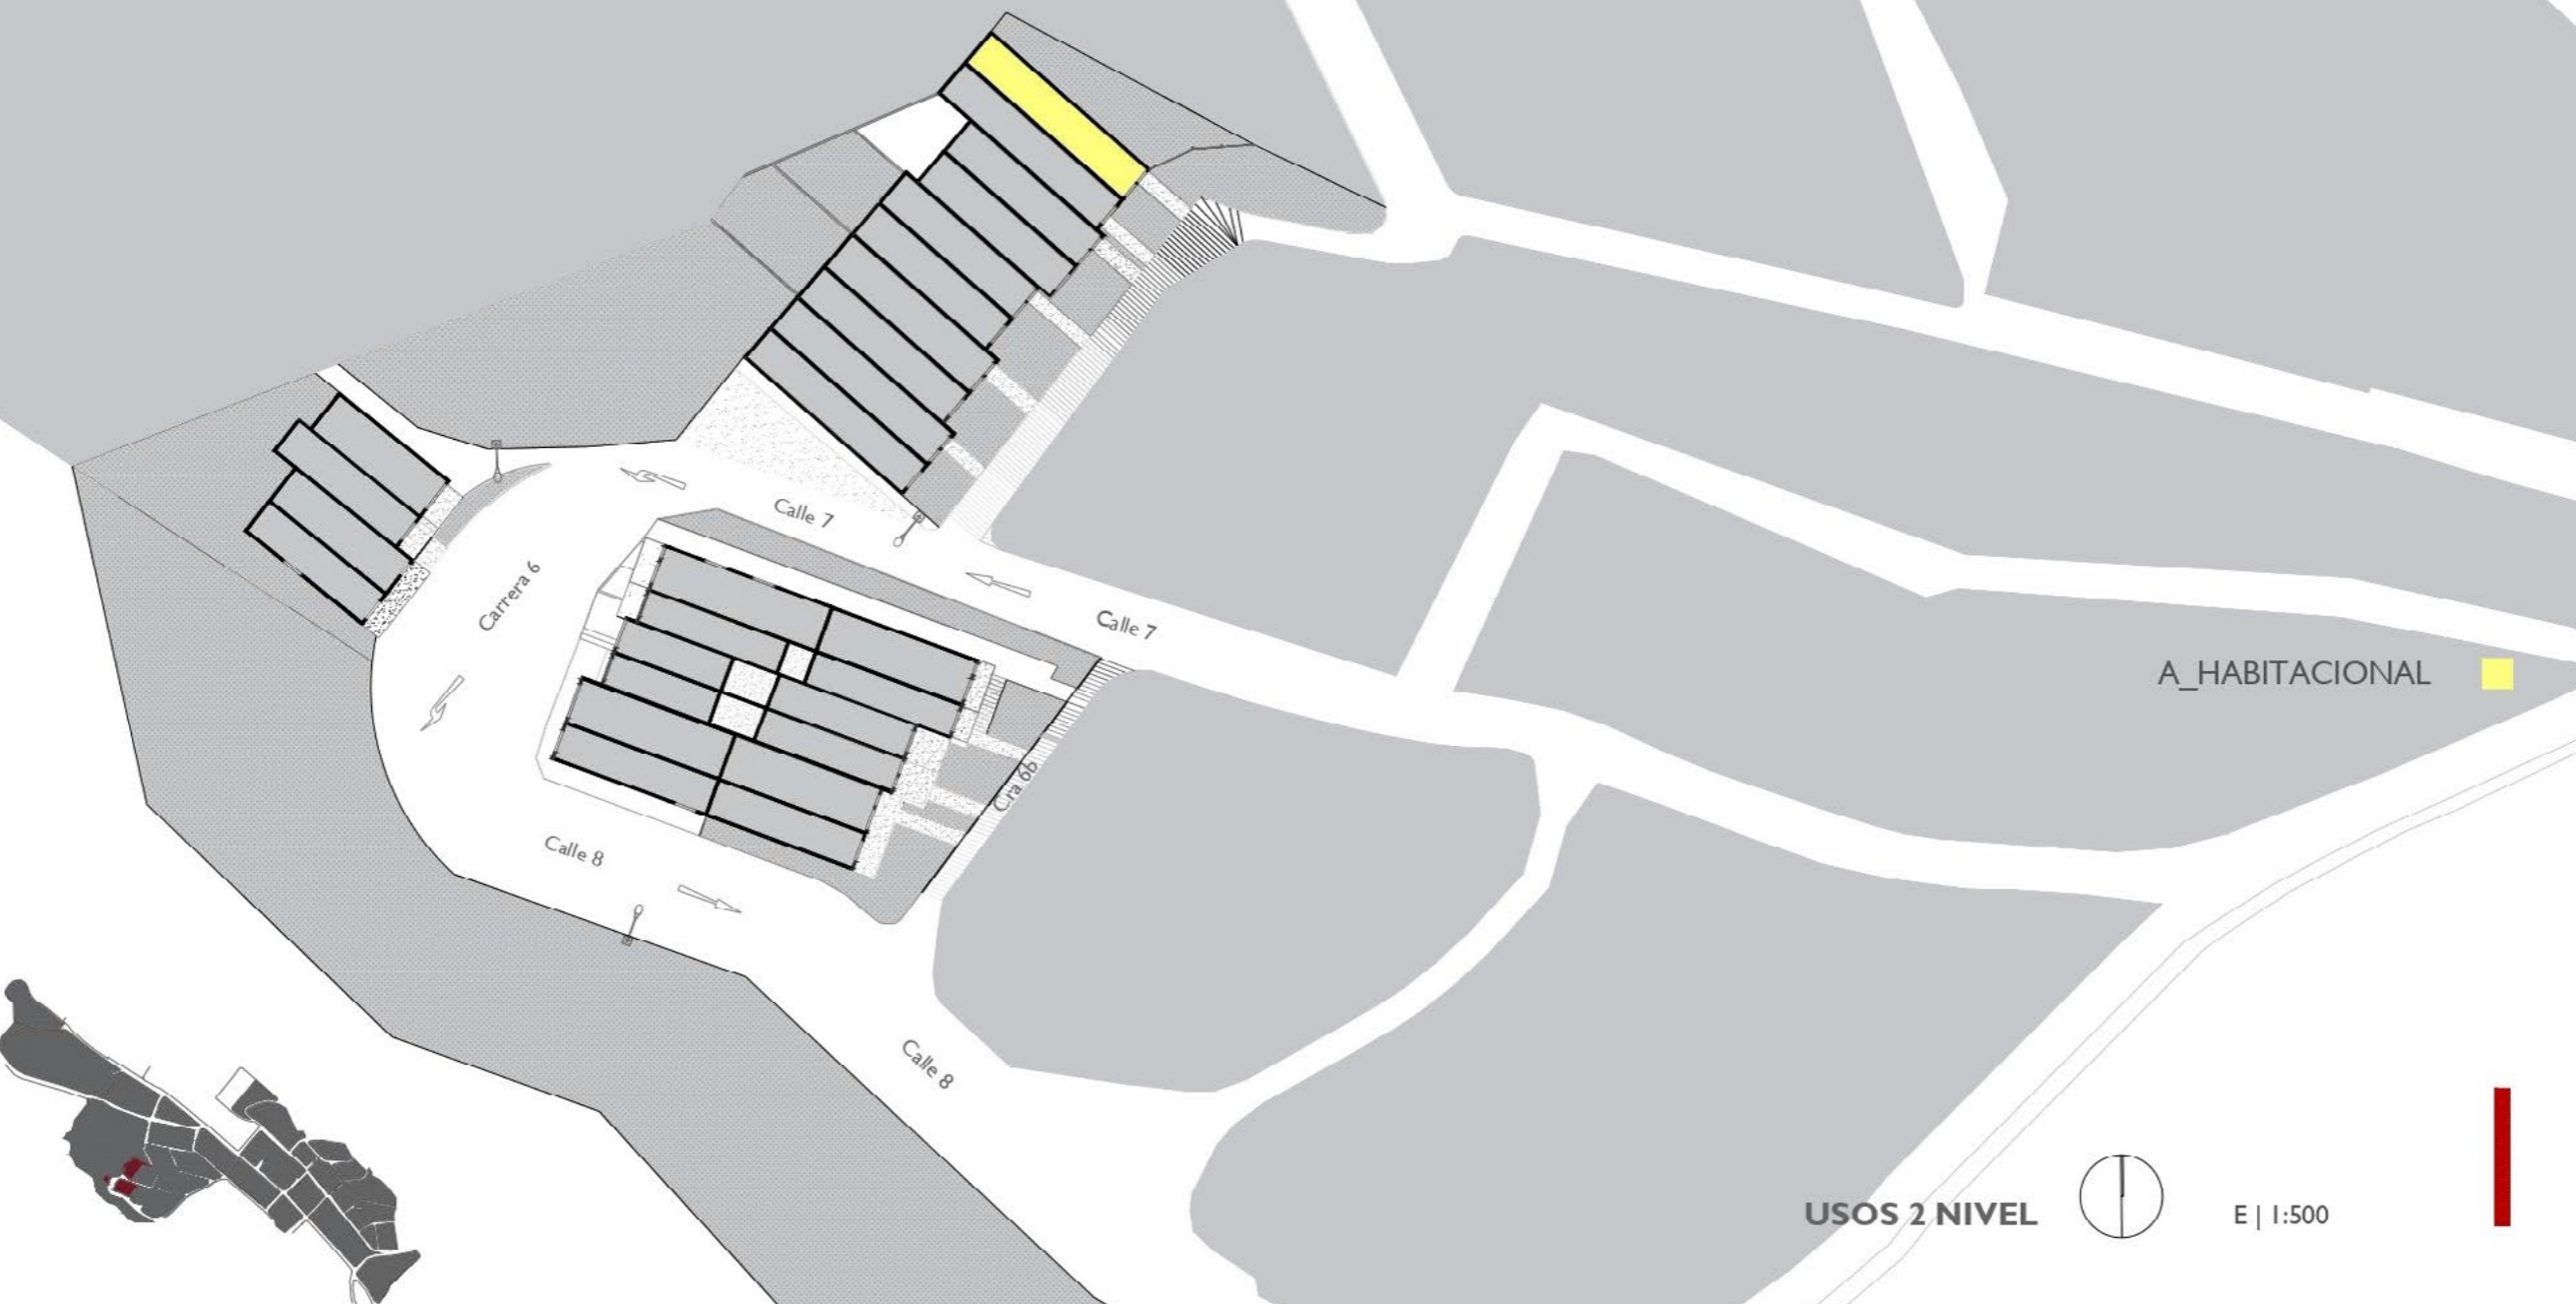 Calle 7
Carrera 6
Calle 7
A_HABITACIONAL
Cra 6b
Calle 8
Calle 8
USOS 2 NIVEL
E | 1:500